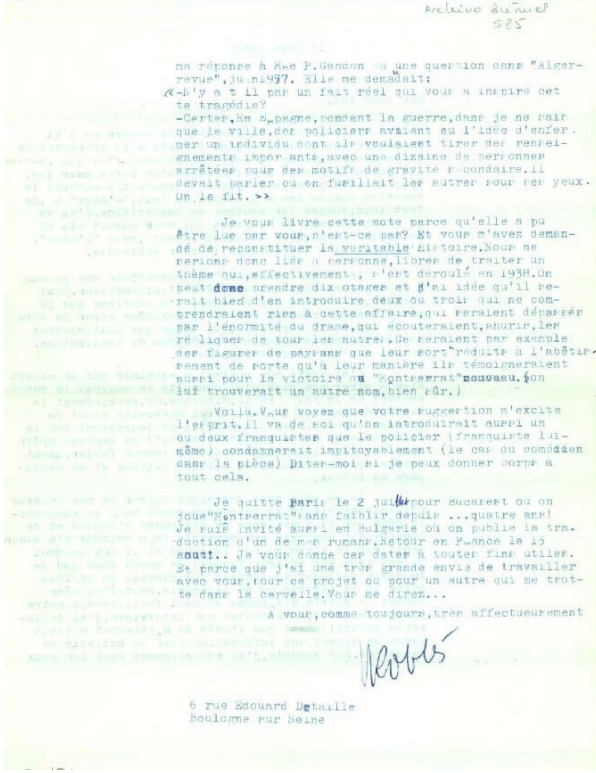 Archivo Buñuel
585
ma réponse à Mme P.Gandon à une question dans "Alger-
revue", juin1957. Elle me demadait:
«-N'y a t il pas un fait réel qui vous a inspiré cet
te tragédie?
-Certes,En Espagne,pendant la guerre,dans je ne sais
que le ville,des policiers avaient eu l'idée d'enfer.
mer un individu dont ils voulaient tirer des rensei-
gnements impor ants,avec une dizaine de personnes
arrêtées pour des motifs de gravité secondaire.Il
devait parler ou on fusillait les autres sous ses yeux.
On le fit.»
Je vous livre cette note parce qu'elle a pu
être lue par vous,n'est-ce pas? Et vous m'avez deman-
dé de reconstituer la veritable histoire,Nous ne
serions donc liés à personne,libres de traiter un
thème qui,effectivement, s'est déroulé en 1938.On
peut donc prendre dix otages et j'ai idée qu'il se-
rait bien d'en introduire deux ou trois qui ne com-
prendraient rien à cette affaire,qui seraient dépassés
par l'énormité du drame,qui écouteraient,ahuris,les
ré liques de tous les autres..Ce seraient par exemple
des figures de paysans que leur sort réduits à l'abêtis
sement de sorte qu'à leur manière ils témoigneraient
aussi pour la victoire du "Montserrat"nouveau.(on
lui trouverait un autre nom,bien sûr.)
Voilà.Vous voyez que votre suggestion m'excite
l'esprit.Il va de soi qu'on introduirait aussi un
ou deux franquistes que le policier (franquiste lui-
même) condamnerait impitoyablement (le cas du comédien
dans la pièce) Dites-moi si je peux donner corps à
tout cela.
Je quitte Paris le 2 juillet pour Bucarest où on
joue"Montserrat"sans faiblir depuis ...quatre ans!
Je suis invité aussi en Bulgarie où on publie la tra-
duction d'un de mes romans.Retour en France le 15
aout.. Je vous donne ces dates à toutes fins utiles.
Et parce que j'ai une très grande envie de travailler
avec vous,pour ce projet ou pour un autre qui me trot-
te dans la cervelle.Vous me direz...
A vous,comme toujours,très affectueusement
Roblès
6 rue Edouard Detaille
Boulogne sur Seine